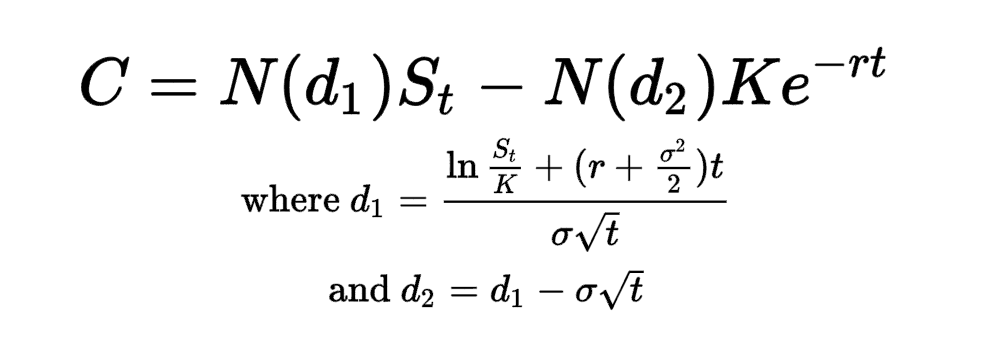 C = N(d₁)Sₜ − N(d₂)Ke⁻ʳᵗ
where d₁ = (ln Sₜ/K + (r + σ²/2)t) / σ√t
and d₂ = d₁ − σ√t